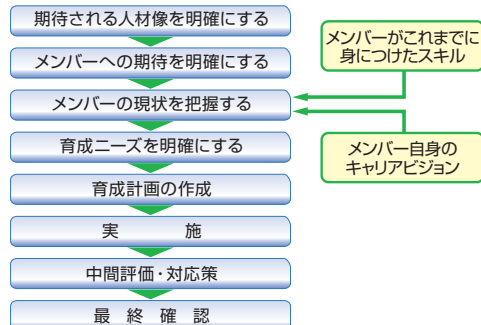 期待される人材像を明確にする
メンバーへの期待を明確にする
メンバーの現状を把握する
育成ニーズを明確にする
育成計画の作成
実　　施
中間評価・対応策
最 終 確 認
メンバーがこれまでに
身につけたスキル
メンバー自身の
キャリアビジョン